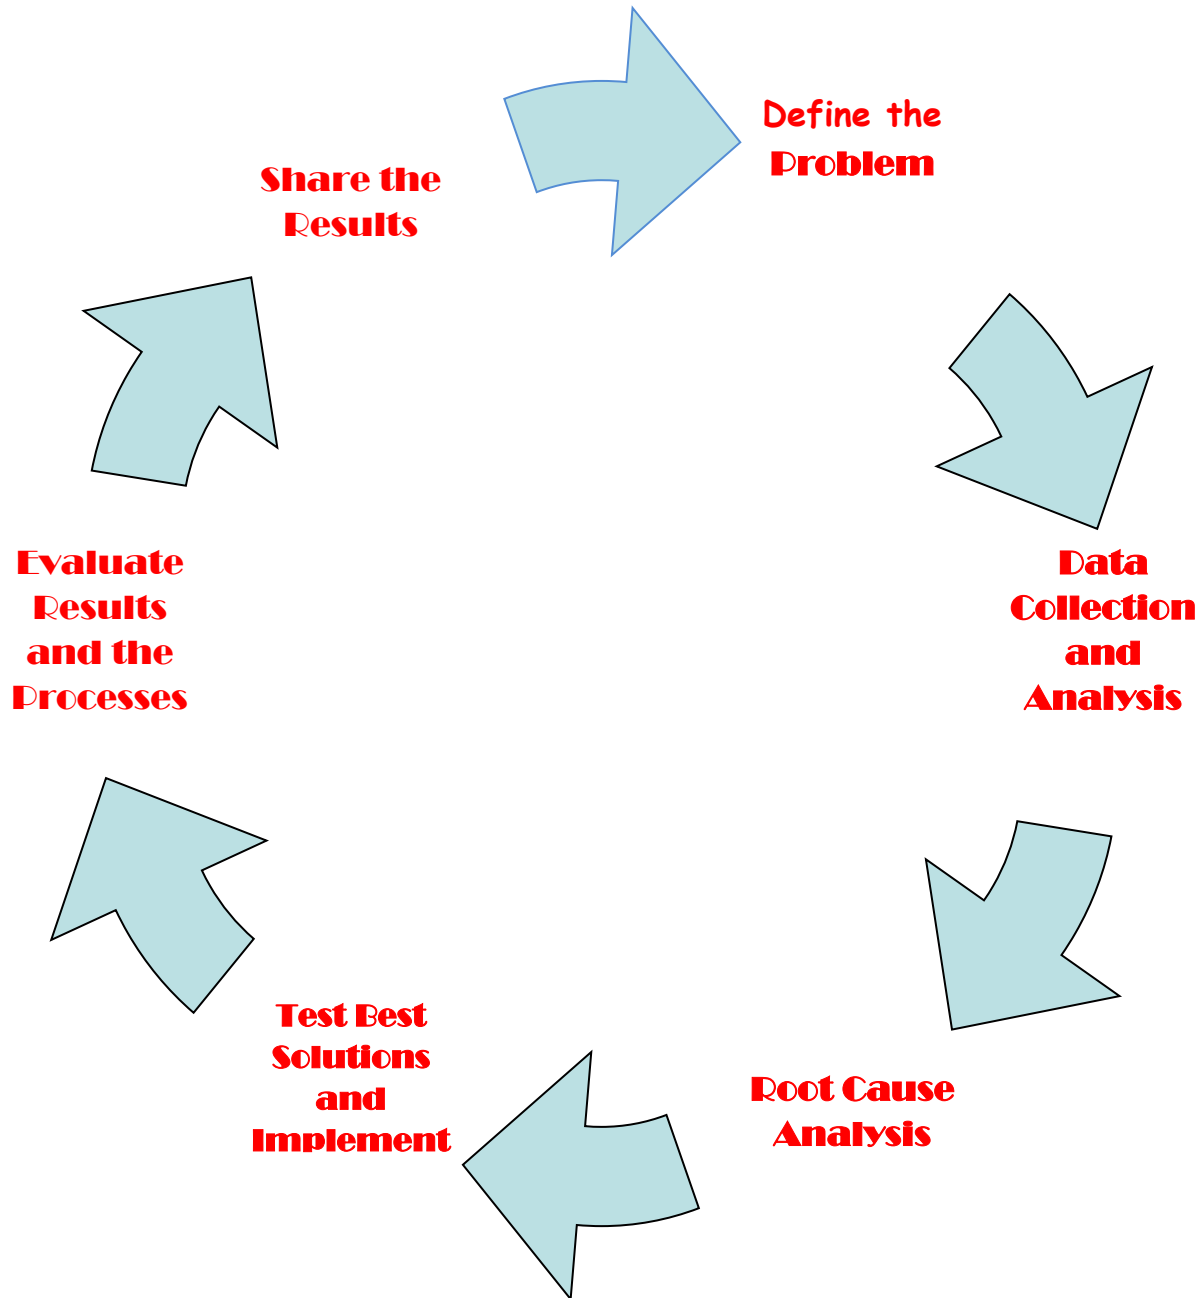 Define the
Problem
Data
Collection
and
Analysis
Root Cause
Analysis
Test Best
Solutions
and
Implement
Evaluate
Results
and the
Processes
Share the
Results